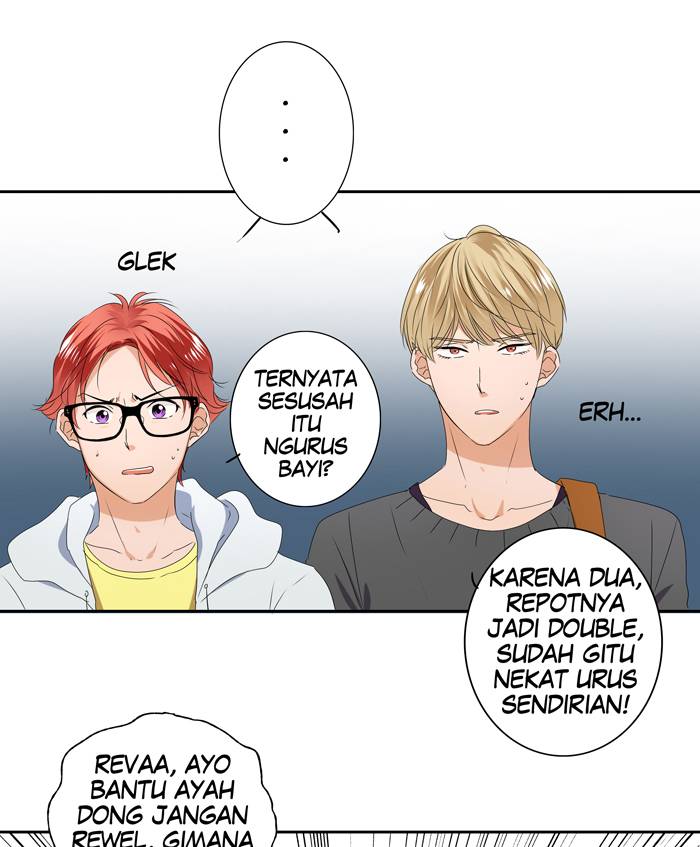 ...
GLEK
TERNYATA
SESUSAH
ITU
NGURUS
BAYI?
ERH...
KARENA DUA,
REPOTNYA
JADI DOUBLE,
SUDAH GITU
NEKAT URUS
SENDIRIAN!
REVAA, AYO
BANTU AYAH
DONG JANGAN
REWEL. GIMANA